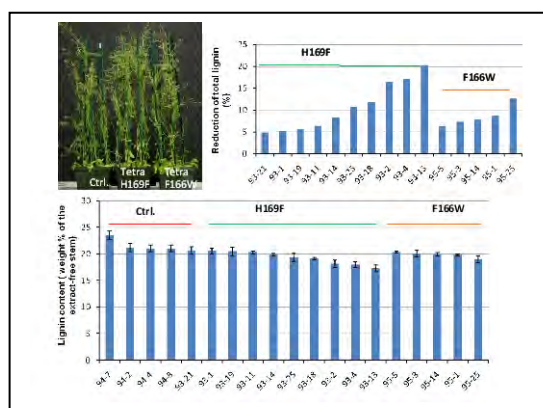 Tetra Tetra
Ctrl. H169F F166W
Reduction of total lignin
(%)
25
20
15
10
5
0
H169F
F166W
93-21 93-1 93-19 93-11 93-14 93-25 93-18 93-2 93-4 93-13 95-5 95-3 95-14 95-1 95-25
Lignin content ( weight % of the
extract-free stem)
30
25
20
15
10
5
0
Ctrl. H169F F166W
94-7 94-2 94-4 94-8 93-21 93-1 93-19 93-11 93-14 93-25 93-18 93-2 93-4 93-13 95-5 95-3 95-14 95-1 95-25